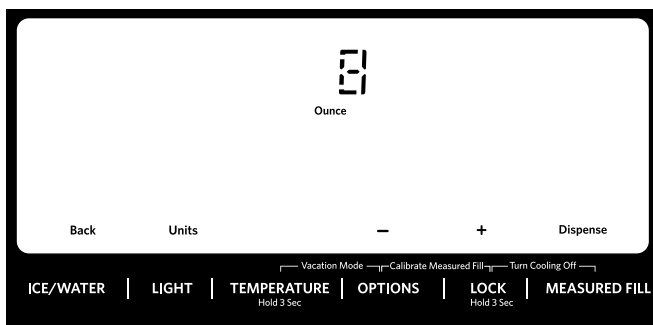 8
Ounce
Back Units − + Dispense
Vacation Mode Calibrate Measured Fill Turn Cooling Off
ICE/WATER LIGHT TEMPERATURE OPTIONS LOCK MEASURED FILL
Hold 3 Sec Hold 3 Sec